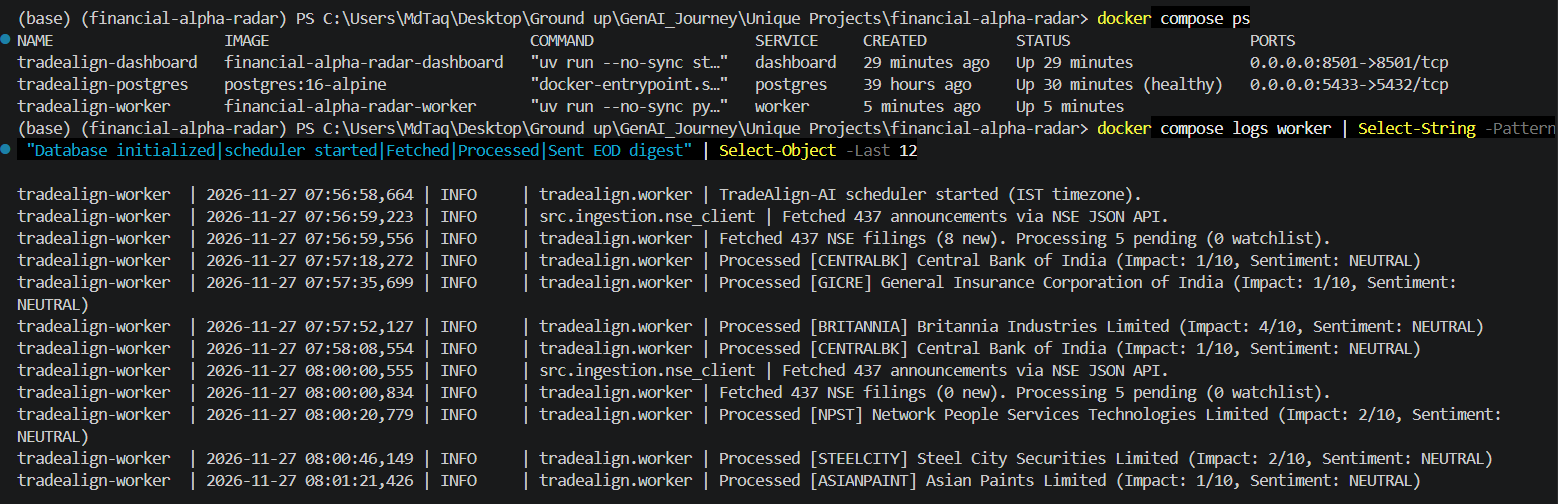 (base) (financial-alpha-radar) PS C:\Users\MdTaq\Desktop\Ground up\GenAI_Journey\Unique Projects\financial-alpha-radar> docker compose ps
NAME IMAGE COMMAND SERVICE CREATED STATUS PORTS
tradealign-dashboard financial-alpha-radar-dashboard "uv run --no-sync st…" dashboard 29 minutes ago Up 29 minutes 0.0.0.0:8501->8501/tcp
tradealign-postgres postgres:16-alpine "docker-entrypoint.s…" postgres 39 hours ago Up 30 minutes (healthy) 0.0.0.0:5433->5432/tcp
tradealign-worker financial-alpha-radar-worker "uv run --no-sync py…" worker 5 minutes ago Up 5 minutes
(base) (financial-alpha-radar) PS C:\Users\MdTaq\Desktop\Ground up\GenAI_Journey\Unique Projects\financial-alpha-radar> docker compose logs worker | Select-String -Pattern
"Database initialized|scheduler started|Fetched|Processed|Sent EOD digest" | Select-Object -Last 12
tradealign-worker | 2026-11-27 07:56:58,664 | INFO | tradealign.worker | TradeAlign-AI scheduler started (IST timezone).
tradealign-worker | 2026-11-27 07:56:59,223 | INFO | src.ingestion.nse_client | Fetched 437 announcements via NSE JSON API.
tradealign-worker | 2026-11-27 07:56:59,556 | INFO | tradealign.worker | Fetched 437 NSE filings (8 new). Processing 5 pending (0 watchlist).
tradealign-worker | 2026-11-27 07:57:18,272 | INFO | tradealign.worker | Processed [CENTRALBK] Central Bank of India (Impact: 1/10, Sentiment: NEUTRAL)
tradealign-worker | 2026-11-27 07:57:35,699 | INFO | tradealign.worker | Processed [GICRE] General Insurance Corporation of India (Impact: 1/10, Sentiment:
NEUTRAL)
tradealign-worker | 2026-11-27 07:57:52,127 | INFO | tradealign.worker | Processed [BRITANNIA] Britannia Industries Limited (Impact: 4/10, Sentiment: NEUTRAL)
tradealign-worker | 2026-11-27 07:58:08,554 | INFO | tradealign.worker | Processed [CENTRALBK] Central Bank of India (Impact: 1/10, Sentiment: NEUTRAL)
tradealign-worker | 2026-11-27 08:00:00,555 | INFO | src.ingestion.nse_client | Fetched 437 announcements via NSE JSON API.
tradealign-worker | 2026-11-27 08:00:00,834 | INFO | tradealign.worker | Fetched 437 NSE filings (0 new). Processing 5 pending (0 watchlist).
tradealign-worker | 2026-11-27 08:00:20,779 | INFO | tradealign.worker | Processed [NPST] Network People Services Technologies Limited (Impact: 2/10, Sentiment:
NEUTRAL)
tradealign-worker | 2026-11-27 08:00:46,149 | INFO | tradealign.worker | Processed [STEELCITY] Steel City Securities Limited (Impact: 2/10, Sentiment: NEUTRAL)
tradealign-worker | 2026-11-27 08:01:21,426 | INFO | tradealign.worker | Processed [ASIANPAINT] Asian Paints Limited (Impact: 1/10, Sentiment: NEUTRAL)